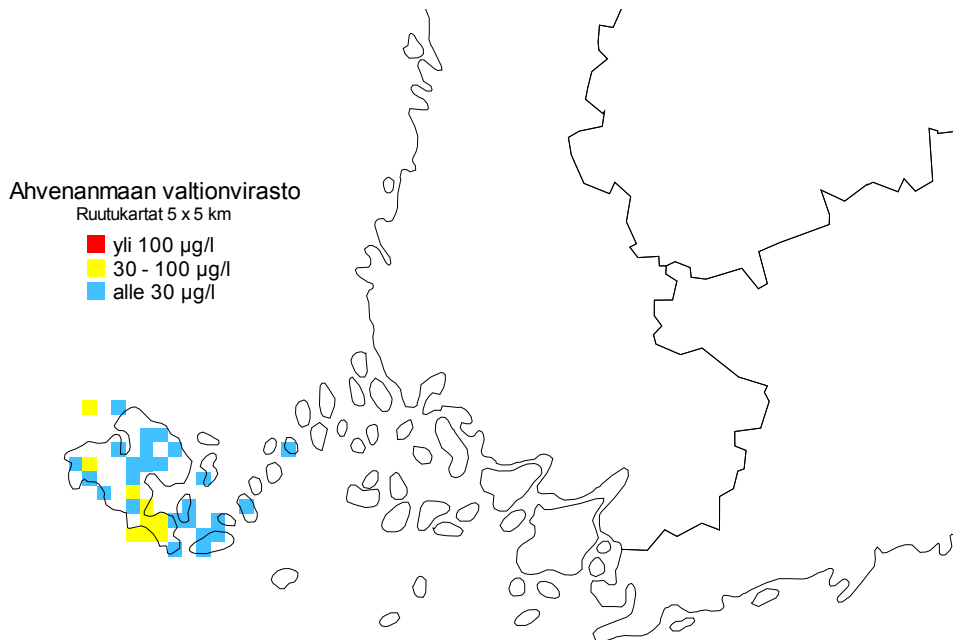 Ahvenanmaan valtionvirasto
Ruutukartat 5 x 5 km
yli 100 µg/l
30 - 100 µg/l
alle 30 µg/l